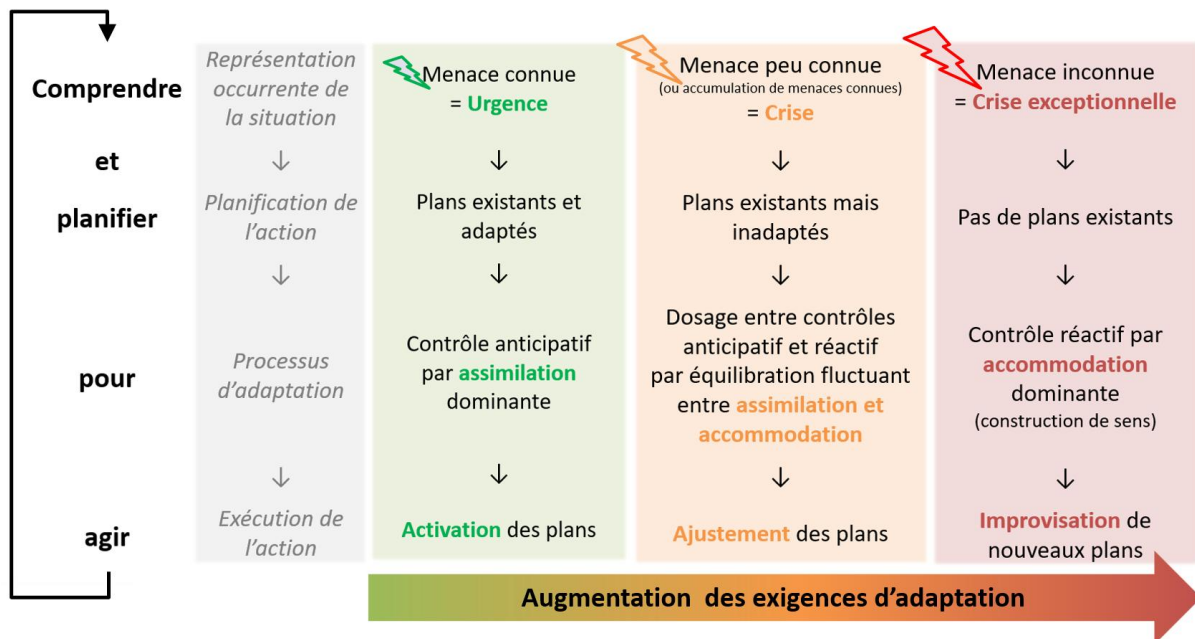 Comprendre
et
planifier
pour
agir
Représentation
occurrente de
la situation
↓
Planification de
l'action
↓
Processus
d'adaptation
↓
Exécution de
l'action
Menace connue
= Urgence
↓
Plans existants et
adaptés
↓
Contrôle anticipatif
par assimilation
dominante
↓
Activation des plans
Menace peu connue
(ou accumulation de menaces connues)
= Crise
↓
Plans existants mais
inadaptés
↓
Dosage entre contrôles
anticipatif et réactif
par équilibration fluctuant
entre assimilation et
accommodation
↓
Ajustement des plans
Menace inconnue
= Crise exceptionnelle
↓
Pas de plans existants
↓
Contrôle réactif par
accommodation
dominante
(construction de sens)
↓
Improvisation de
nouveaux plans
Augmentation des exigences d'adaptation